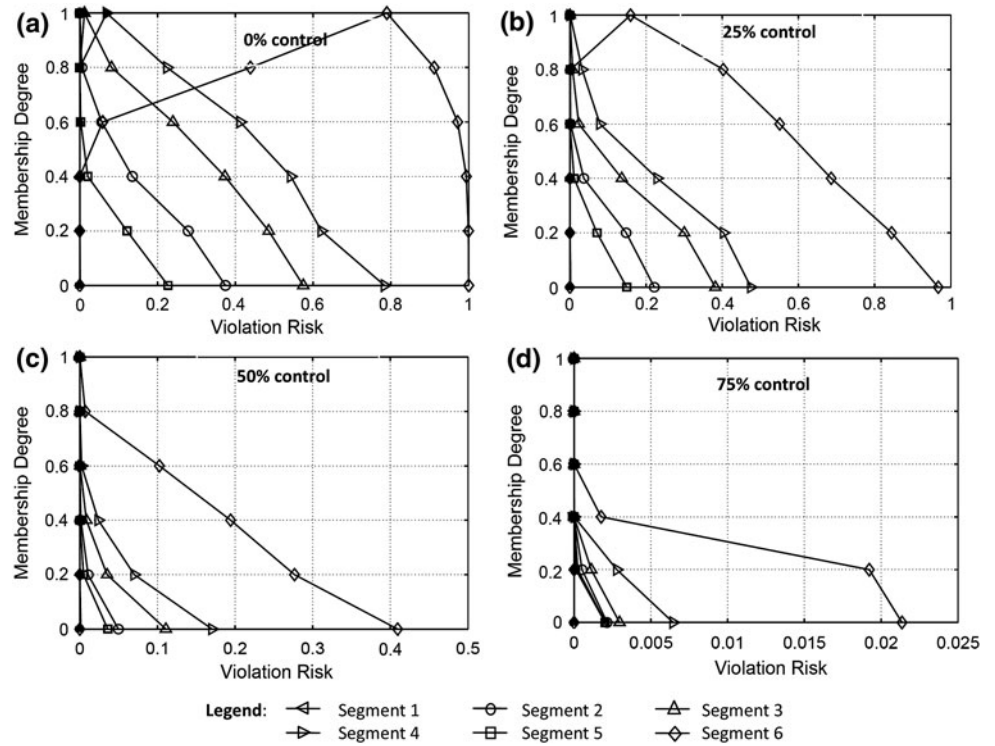 (a)
0% control
Membership Degree
1
0.8
0.6
0.4
0.2
0
0 0.2 0.4 0.6 0.8 1
Violation Risk
(b)
25% control
Membership Degree
1
0.8
0.6
0.4
0.2
0
0 0.2 0.4 0.6 0.8 1
Violation Risk
(c)
50% control
Membership Degree
1
0.8
0.6
0.4
0.2
0
0 0.1 0.2 0.3 0.4 0.5
Violation Risk
(d)
75% control
Membership Degree
1
0.8
0.6
0.4
0.2
0
0 0.005 0.01 0.015 0.02 0.025
Violation Risk
Legend: Segment 1 Segment 2 Segment 3
Segment 4 Segment 5 Segment 6